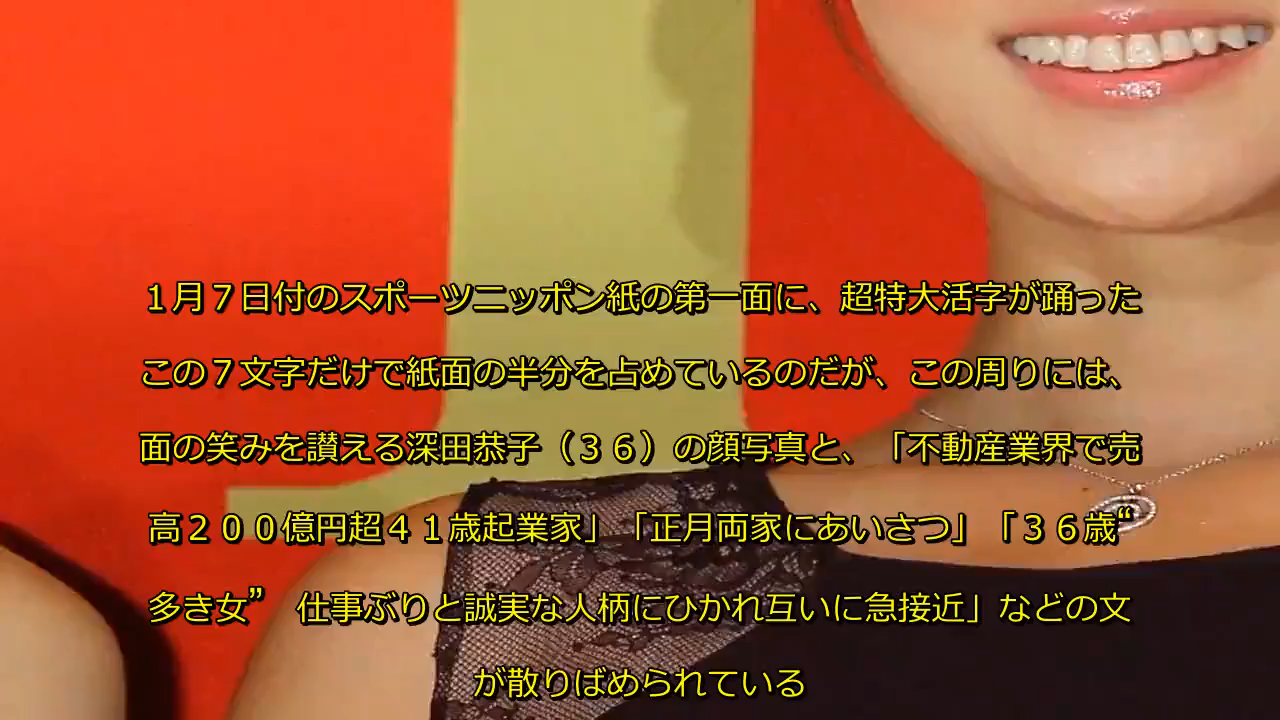 １月７日付のスポーツニッポン紙の第一面に、超特大活字が踊った
この７文字だけで紙面の半分を占めているのだが、この周りには、
面の笑みを讃える深田恭子（３６）の顔写真と、「不動産業界で売
高２００億円超４１歳起業家」「正月両家にあいさつ」「３６歳“
多き女”　仕事ぶりと誠実な人柄にひかれ互いに急接近」などの文
が散りばめられている